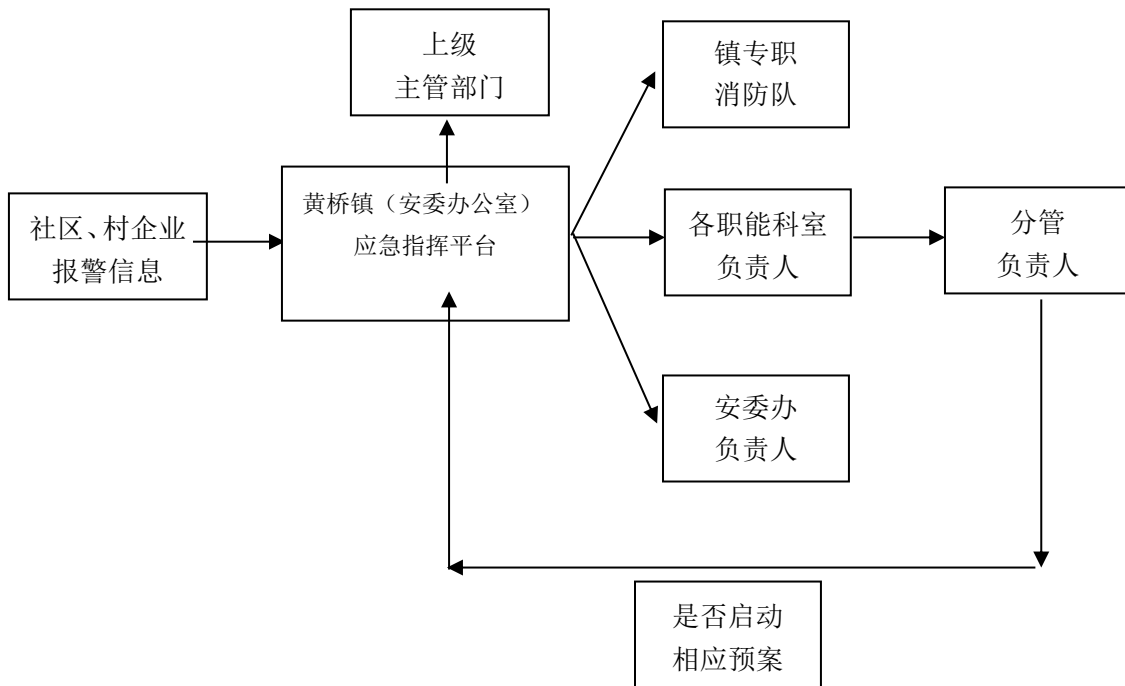 上级
主管部门
镇专职
消防队
社区、村企业
报警信息
黄桥镇（安委办公室）
应急指挥平台
各职能科室
负责人
分管
负责人
安委办
负责人
是否启动
相应预案